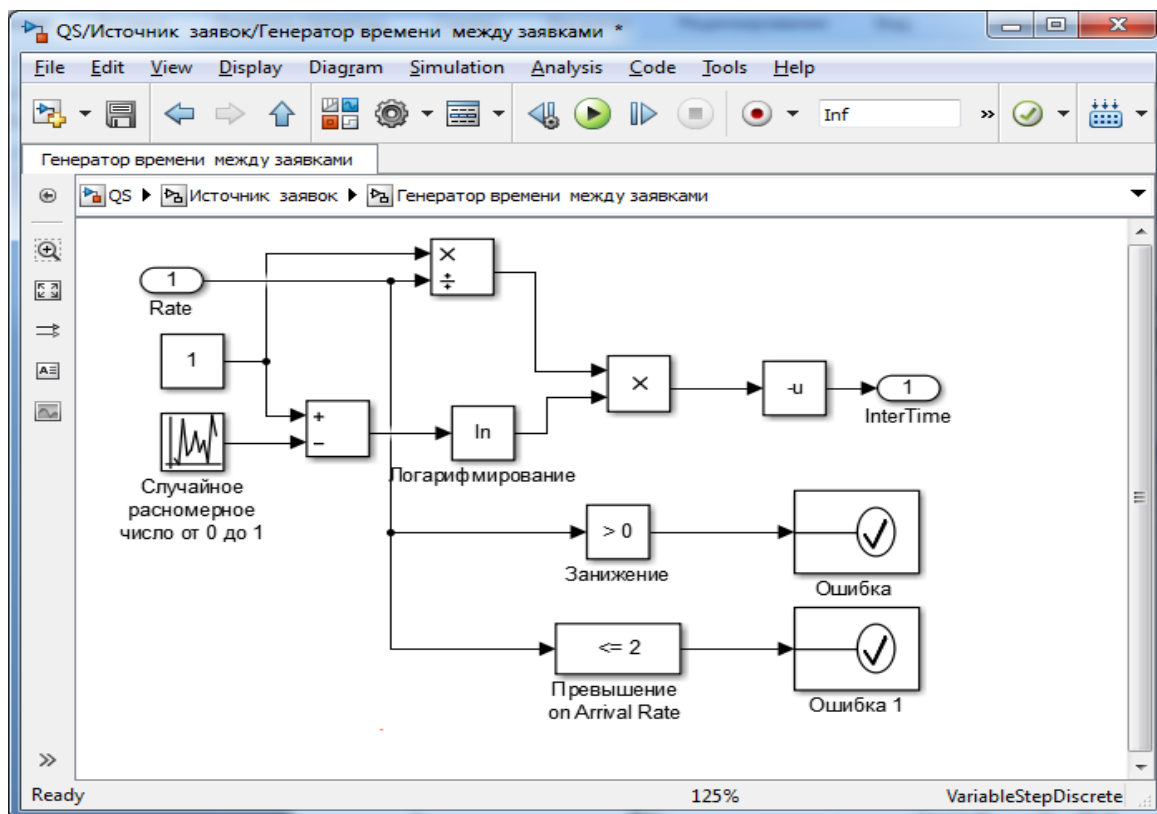 QS/Источник заявок/Генератор времени между заявками *
File Edit View Display Diagram Simulation Analysis Code Tools Help
Inf »
Генератор времени между заявками
QS Источник заявок Генератор времени между заявками
×
÷
1
Rate
1
+
−
ln
Логарифмирование
×
-u
1
InterTime
Случайное
расномерное
число от 0 до 1
> 0
Занижение
Ошибка
<= 2
Превышение
on Arrival Rate
Ошибка 1
»
Ready 125% VariableStepDiscrete